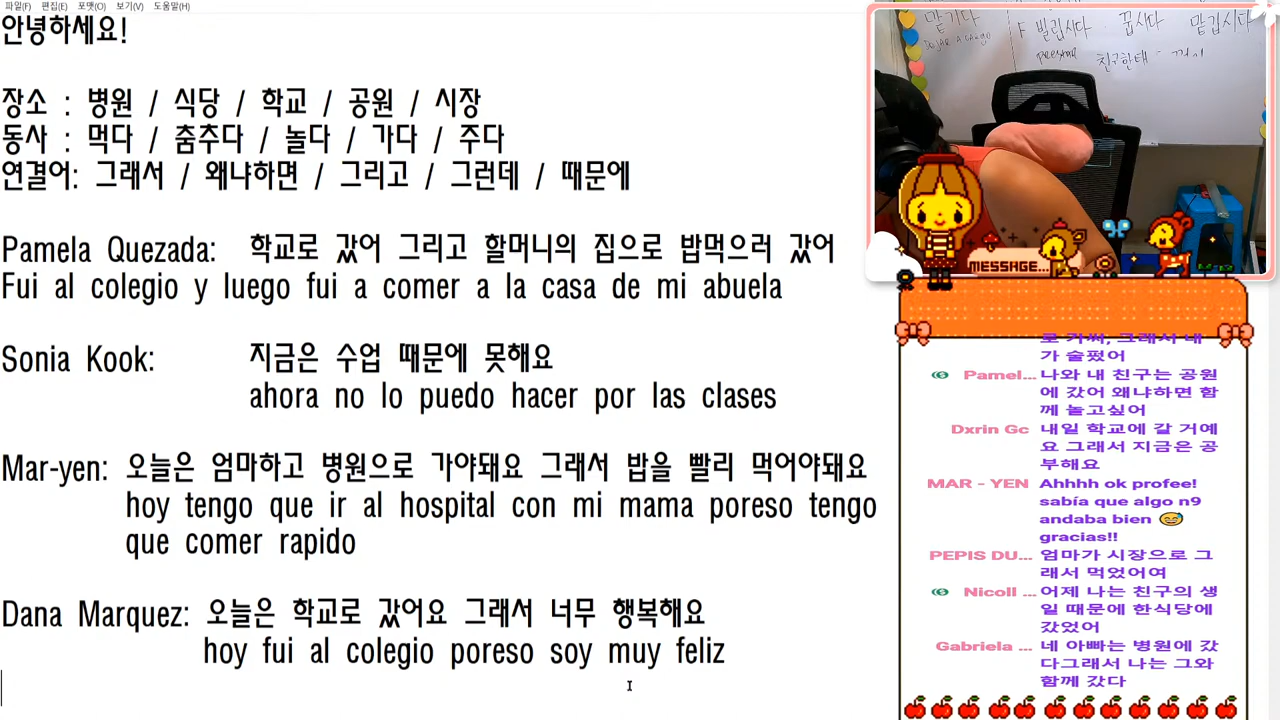 파일(F) 편집(E) 포맷(O) 보기(V) 도움말(H)
안녕하세요!
장소 : 병원 / 식당 / 학교 / 공원 / 시장
동사 : 먹다 / 춤추다 / 놀다 / 가다 / 주다
연결어: 그래서 / 왜냐하면 / 그리고 / 그런데 / 때문에
Pamela Quezada: 학교로 갔어 그리고 할머니의 집으로 밥먹으러 갔어
Fui al colegio y luego fui a comer a la casa de mi abuela
Sonia Kook: 지금은 수업 때문에 못해요
ahora no lo puedo hacer por las clases
Mar-yen: 오늘은 엄마하고 병원으로 가야돼요 그래서 밥을 빨리 먹어야돼요
hoy tengo que ir al hospital con mi mama poreso tengo
que comer rapido
Dana Marquez: 오늘은 학교로 갔어요 그래서 너무 행복해요
hoy fui al colegio poreso soy muy feliz
맡기다
빌립시다 꿉시다 맡깁시다
MESSAGE...
로 가써, 그래서 내
가 술펐어
Pamel... 나와 내 친구는 공원
에 갔어 왜냐하면 함
께 놀고싶어
Dxrin Gc 내일 학교에 갈 거예
요 그래서 지금은 공
부해요
MAR - YEN Ahhhh ok profee!
sabía que algo n9
andaba bien 😅
gracias!!
PEPIS DU... 엄마가 시장으로 그
래서 먹었어여
Nicoll ... 어제 나는 친구의 생
일 때문에 한식당에
갔었어
Gabriela ... 네 아빠는 병원에 갔
다그래서 나는 그와
함께 갔다